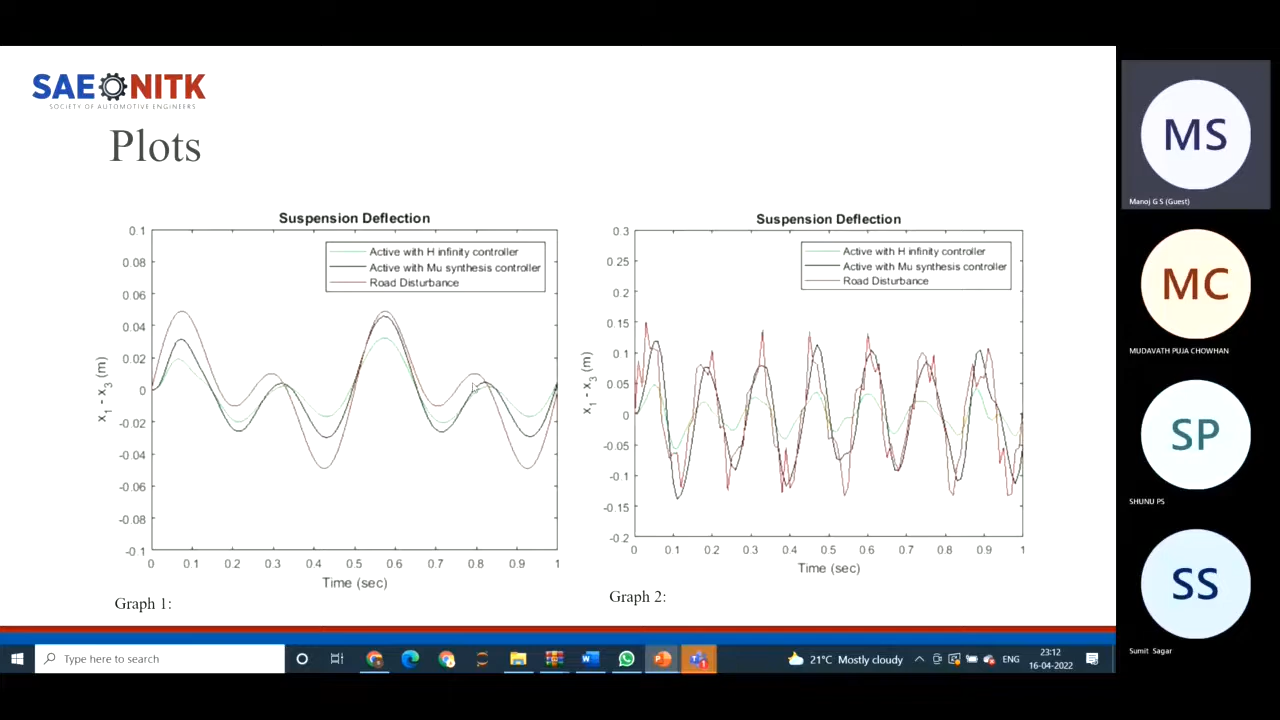 SAE NITK
SOCIETY OF AUTOMOTIVE ENGINEERS
Plots
Suspension Deflection
Active with H infinity controller
Active with Mu synthesis controller
Road Disturbance
0.1
0.08
0.06
0.04
0.02
0
-0.02
-0.04
-0.06
-0.08
-0.1
x1 - x3 (m)
0 0.1 0.2 0.3 0.4 0.5 0.6 0.7 0.8 0.9 1
Time (sec)
Graph 1:
Suspension Deflection
Active with H infinity controller
Active with Mu synthesis controller
Road Disturbance
0.3
0.25
0.2
0.15
0.1
0.05
0
-0.05
-0.1
-0.15
-0.2
x1 - x3 (m)
0 0.1 0.2 0.3 0.4 0.5 0.6 0.7 0.8 0.9 1
Time (sec)
Graph 2:
MS
Manoj G S (Guest)
MC
MUDAVATH PUJA CHOWHAN
SP
SHUNU PS
SS
Sumit Sagar
Type here to search
21°C Mostly cloudy
ENG
23:12
16-04-2022